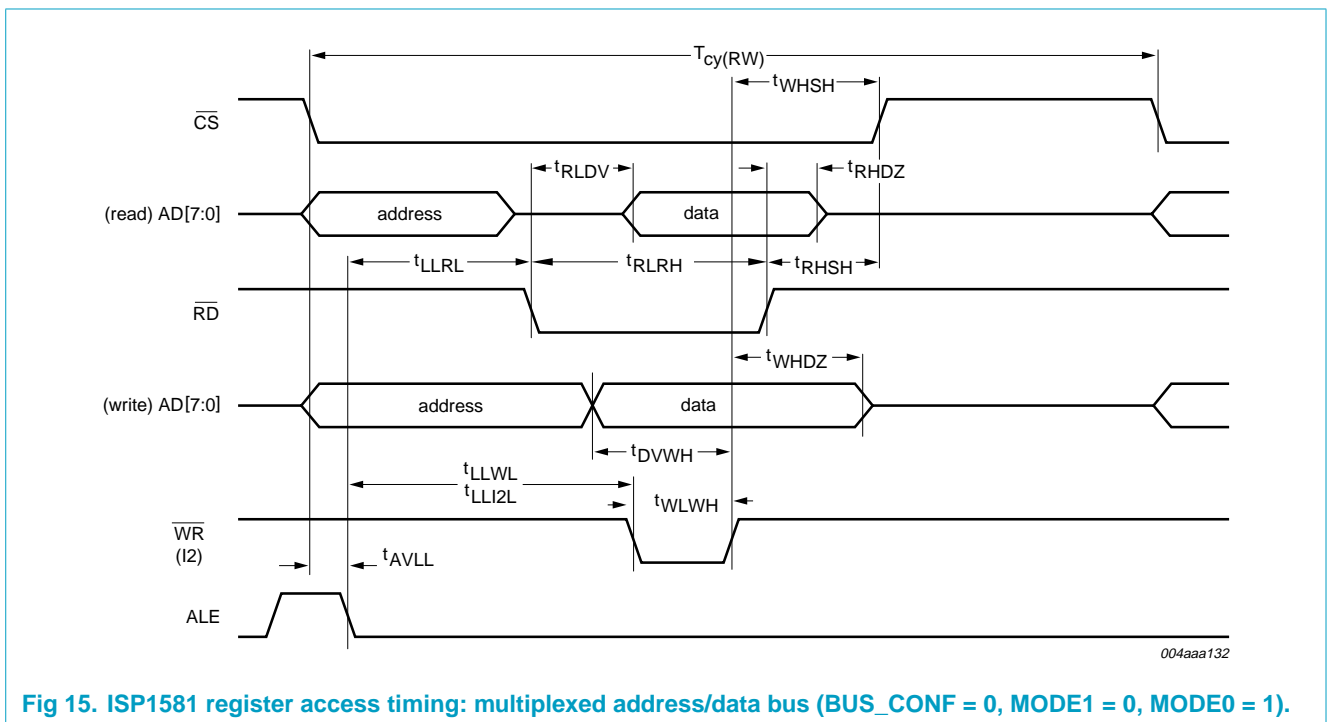 Tcy(RW)
tWHSH
CS
tRLDV
tRHDZ
(read) AD[7:0]
address
data
tLLRL
tRLRH
tRHSH
RD
tWHDZ
(write) AD[7:0]
address
data
tDVWH
tLLWL
tLLI2L
tWLWH
WR
(I2)
tAVLL
ALE
004aaa132
Fig 15. ISP1581 register access timing: multiplexed address/data bus (BUS_CONF = 0, MODE1 = 0, MODE0 = 1).